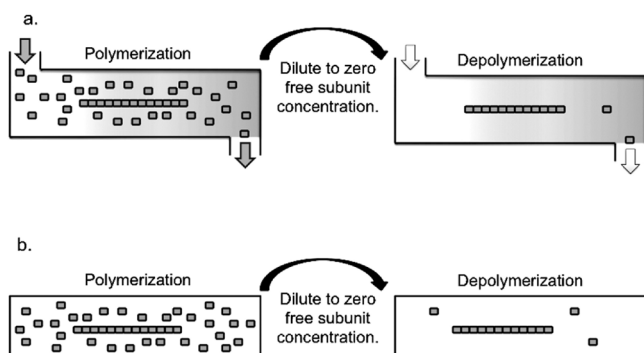 a.
Polymerization
Dilute to zero
free subunit
concentration.
Depolymerization
b.
Polymerization
Dilute to zero
free subunit
concentration.
Depolymerization